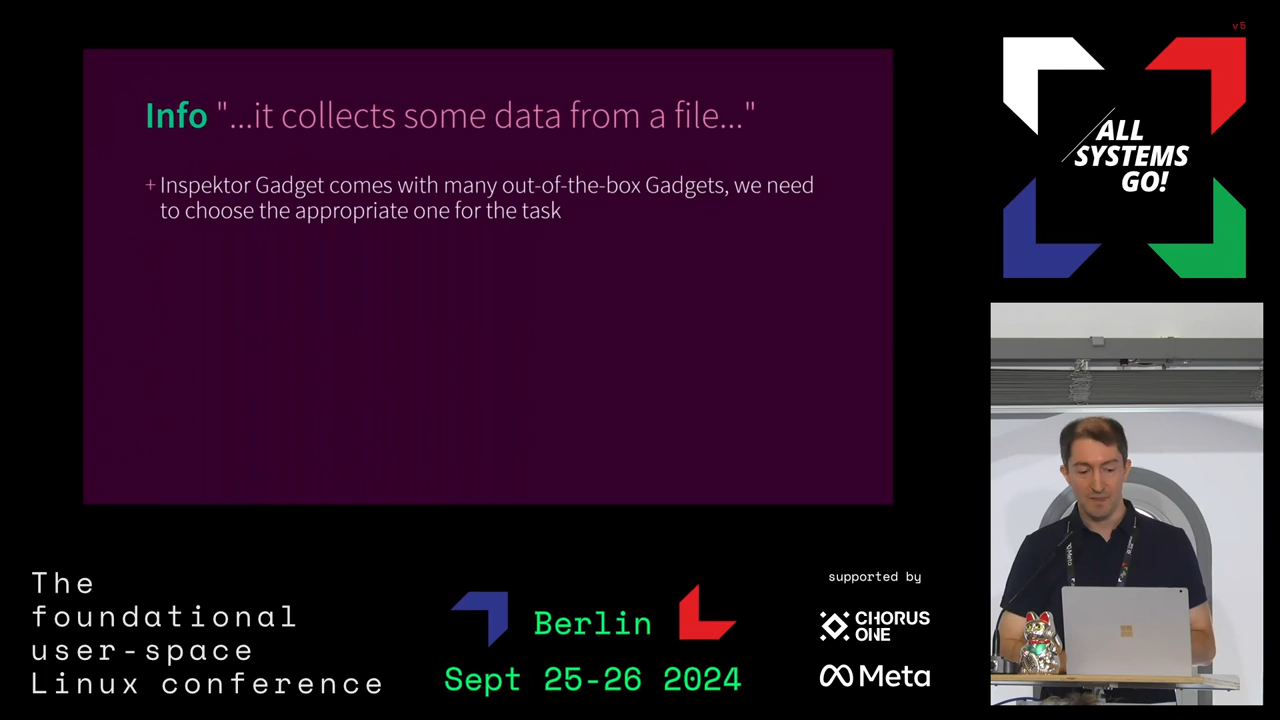 v5
Info "...it collects some data from a file..."
+ Inspektor Gadget comes with many out-of-the-box Gadgets, we need
to choose the appropriate one for the task
ALL
SYSTEMS
GO!
The
foundational
user-space
Linux conference
Berlin
Sept 25-26 2024
supported by
CHORUS
ONE
Meta